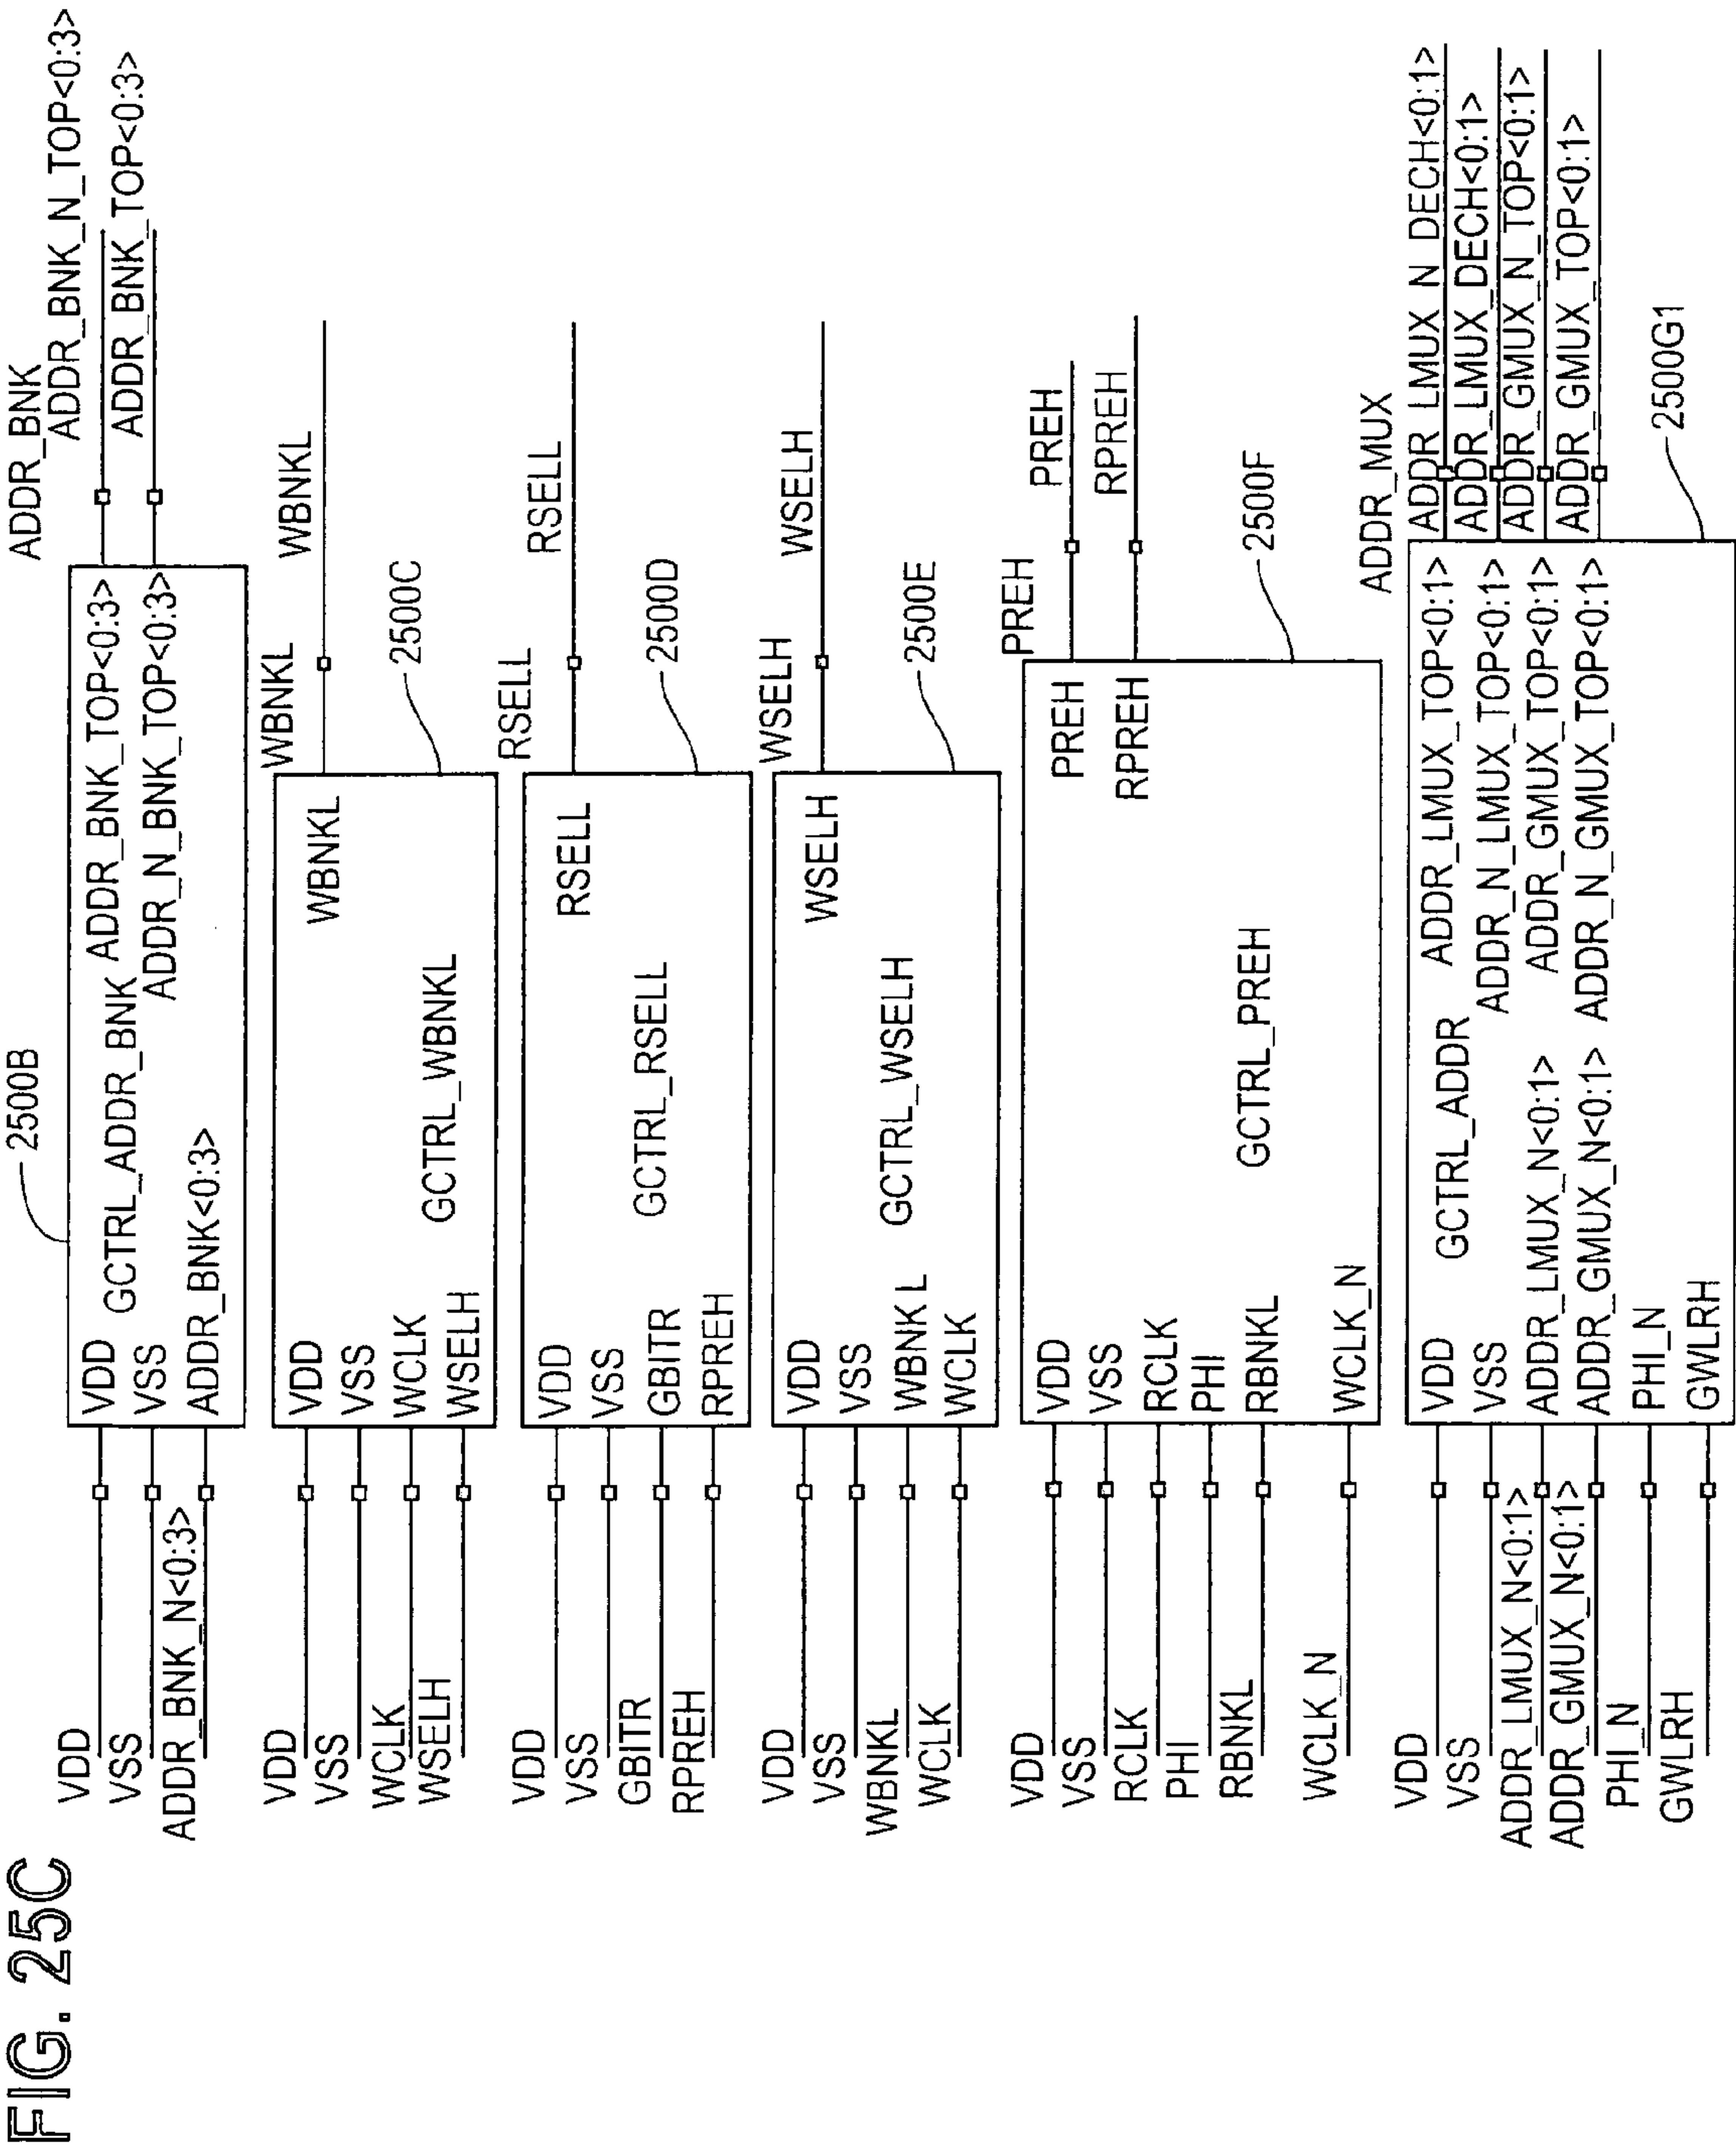 FIG. 25C
2500B
ADDR_BNK
VDD
VSS
ADDR_BNK_N<0:3>
VDD
VSS
ADDR_BNK<0:3>
GCTRL_ADDR_BNK
ADDR_BNK_TOP<0:3>
ADDR_N_BNK_TOP<0:3>
ADDR_BNK_N_TOP<0:3>
ADDR_BNK_TOP<0:3>
VDD
VSS
WCLK
WSELH
VDD
VSS
WCLK
WSELH
GCTRL_WBNKL
WBNKL
WBNKL
WBNKL
2500C
VDD
VSS
GBITR
RPREH
VDD
VSS
GBITR
RPREH
GCTRL_RSELL
RSELL
RSELL
RSELL
2500D
VDD
VSS
WBNKL
WCLK
VDD
VSS
WBNK L
WCLK
GCTRL_WSELH
WSELH
WSELH
WSELH
2500E
VDD
VSS
RCLK
PHI
RBNKL
WCLK_N
VDD
VSS
RCLK
PHI
RBNKL
WCLK_N
GCTRL_PREH
PREH
RPREH
PREH
PREH
RPREH
2500F
VDD
VSS
ADDR_LMUX_N<0:1>
ADDR_GMUX_N<0:1>
PHI_N
GWLRH
VDD
VSS
ADDR_LMUX_N<0:1>
ADDR_GMUX_N<0:1>
PHI_N
GWLRH
GCTRL_ADDR
ADDR_LMUX_TOP<0:1>
ADDR_N_LMUX_TOP<0:1>
ADDR_GMUX_TOP<0:1>
ADDR_N_GMUX_TOP<0:1>
ADDR_MUX
ADDR_LMUX_N_DECH<0:1>
ADDR_LMUX_DECH<0:1>
ADDR_GMUX_N_TOP<0:1>
ADDR_GMUX_TOP<0:1>
2500G1